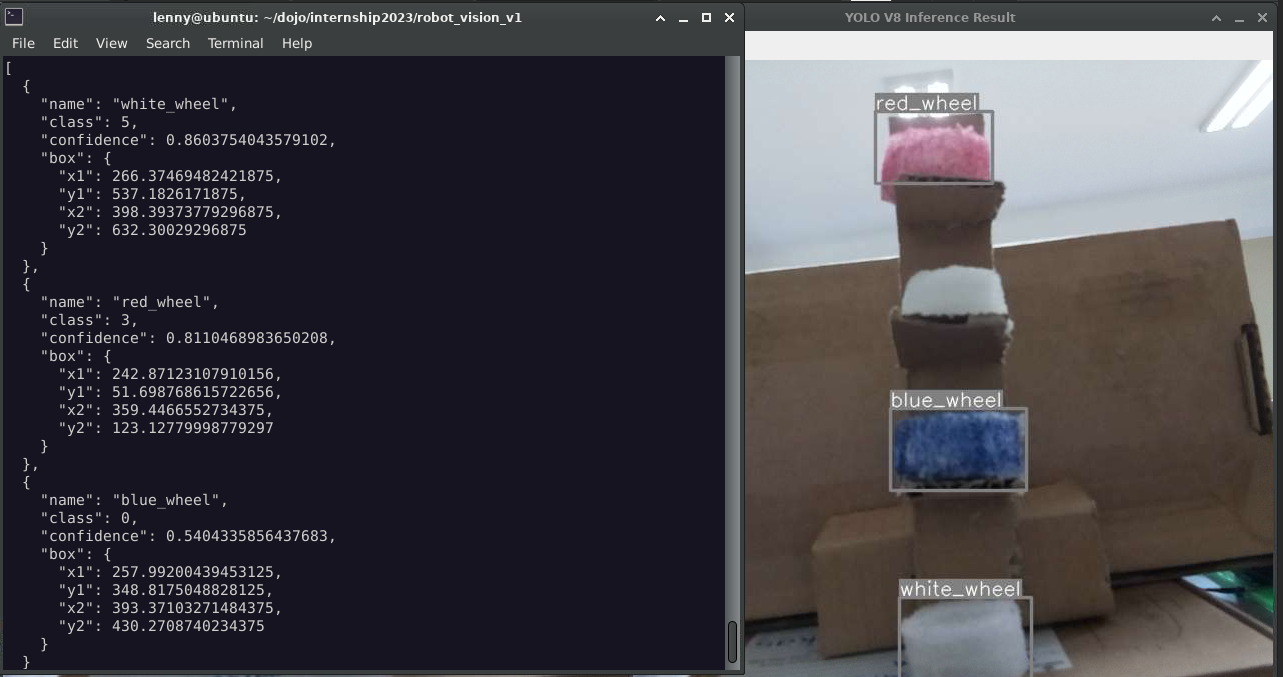 lenny@ubuntu: ~/dojo/internship2023/robot_vision_v1
File Edit View Search Terminal Help
[
  {
    "name": "white_wheel",
    "class": 5,
    "confidence": 0.8603754043579102,
    "box": {
      "x1": 266.37469482421875,
      "y1": 537.1826171875,
      "x2": 398.39373779296875,
      "y2": 632.30029296875
    }
  },
  {
    "name": "red_wheel",
    "class": 3,
    "confidence": 0.8110468983650208,
    "box": {
      "x1": 242.87123107910156,
      "y1": 51.698768615722656,
      "x2": 359.4466552734375,
      "y2": 123.12779998779297
    }
  },
  {
    "name": "blue_wheel",
    "class": 0,
    "confidence": 0.5404335856437683,
    "box": {
      "x1": 257.99200439453125,
      "y1": 348.8175048828125,
      "x2": 393.37103271484375,
      "y2": 430.2708740234375
    }
  }
YOLO V8 Inference Result
red_wheel
blue_wheel
white_wheel